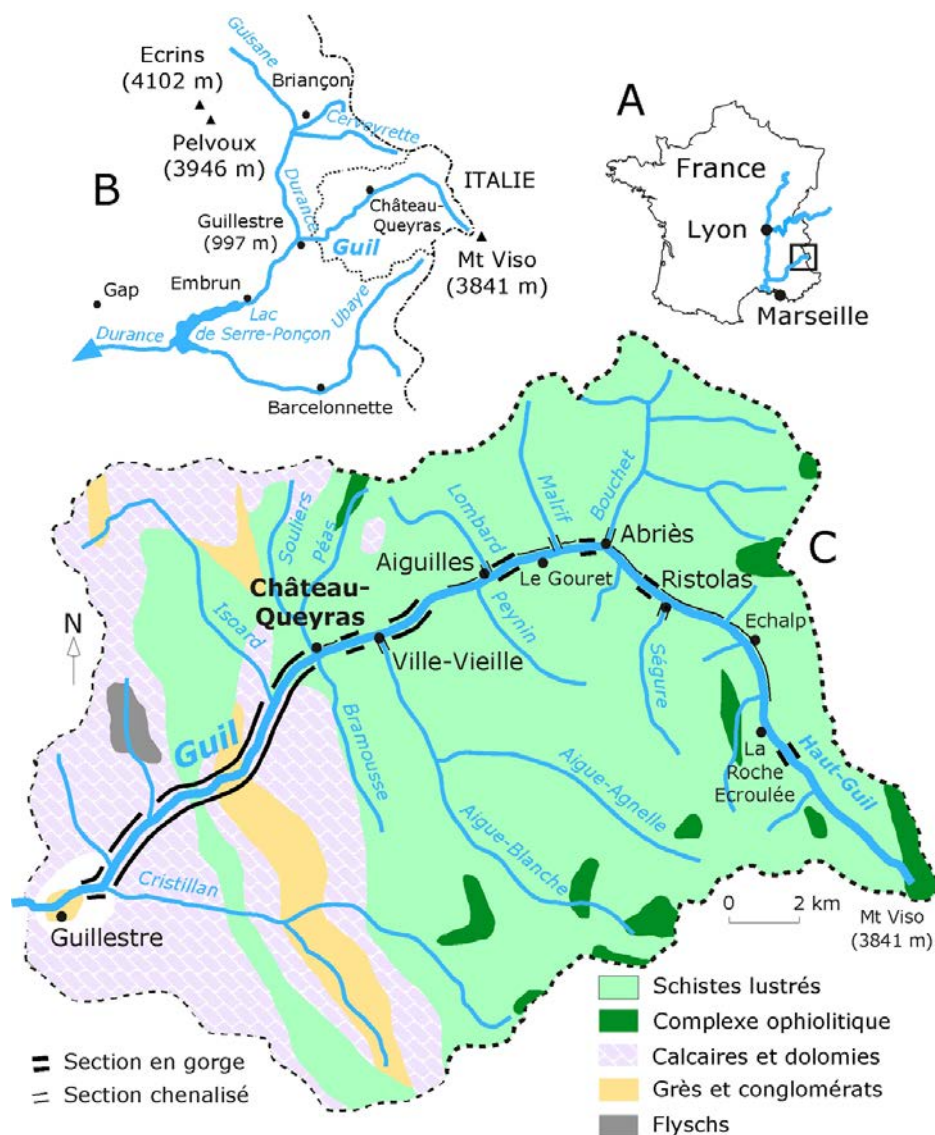 A
France
Lyon
Marseille
B
Guisane
Ecrins
(4102 m)
Briançon
Cerveyrette
Pelvoux
(3946 m)
Durance
ITALIE
Château-
Queyras
Guillestre
(997 m)
Guil
Mt Viso
(3841 m)
Embrun
Gap
Lac
de Serre-Ponçon
Ubaye
Durance
Barcelonnette
C
N
Souliers
Péas
Lombard
Malrif
Bouchet
Aiguilles
Abriès
Le Gouret
Ristolas
Château-
Queyras
Isoard
Peynin
Echalp
Ville-Vieille
Ségure
Guil
Bramousse
La
Roche
Ecroulée
Haut-Guil
Aigue-Agnelle
Aigue-Blanche
Cristillan
Guillestre
0 2 km
Mt Viso
(3841 m)
Section en gorge
Section chenalisé
Schistes lustrés
Complexe ophiolitique
Calcaires et dolomies
Grès et conglomérats
Flyschs